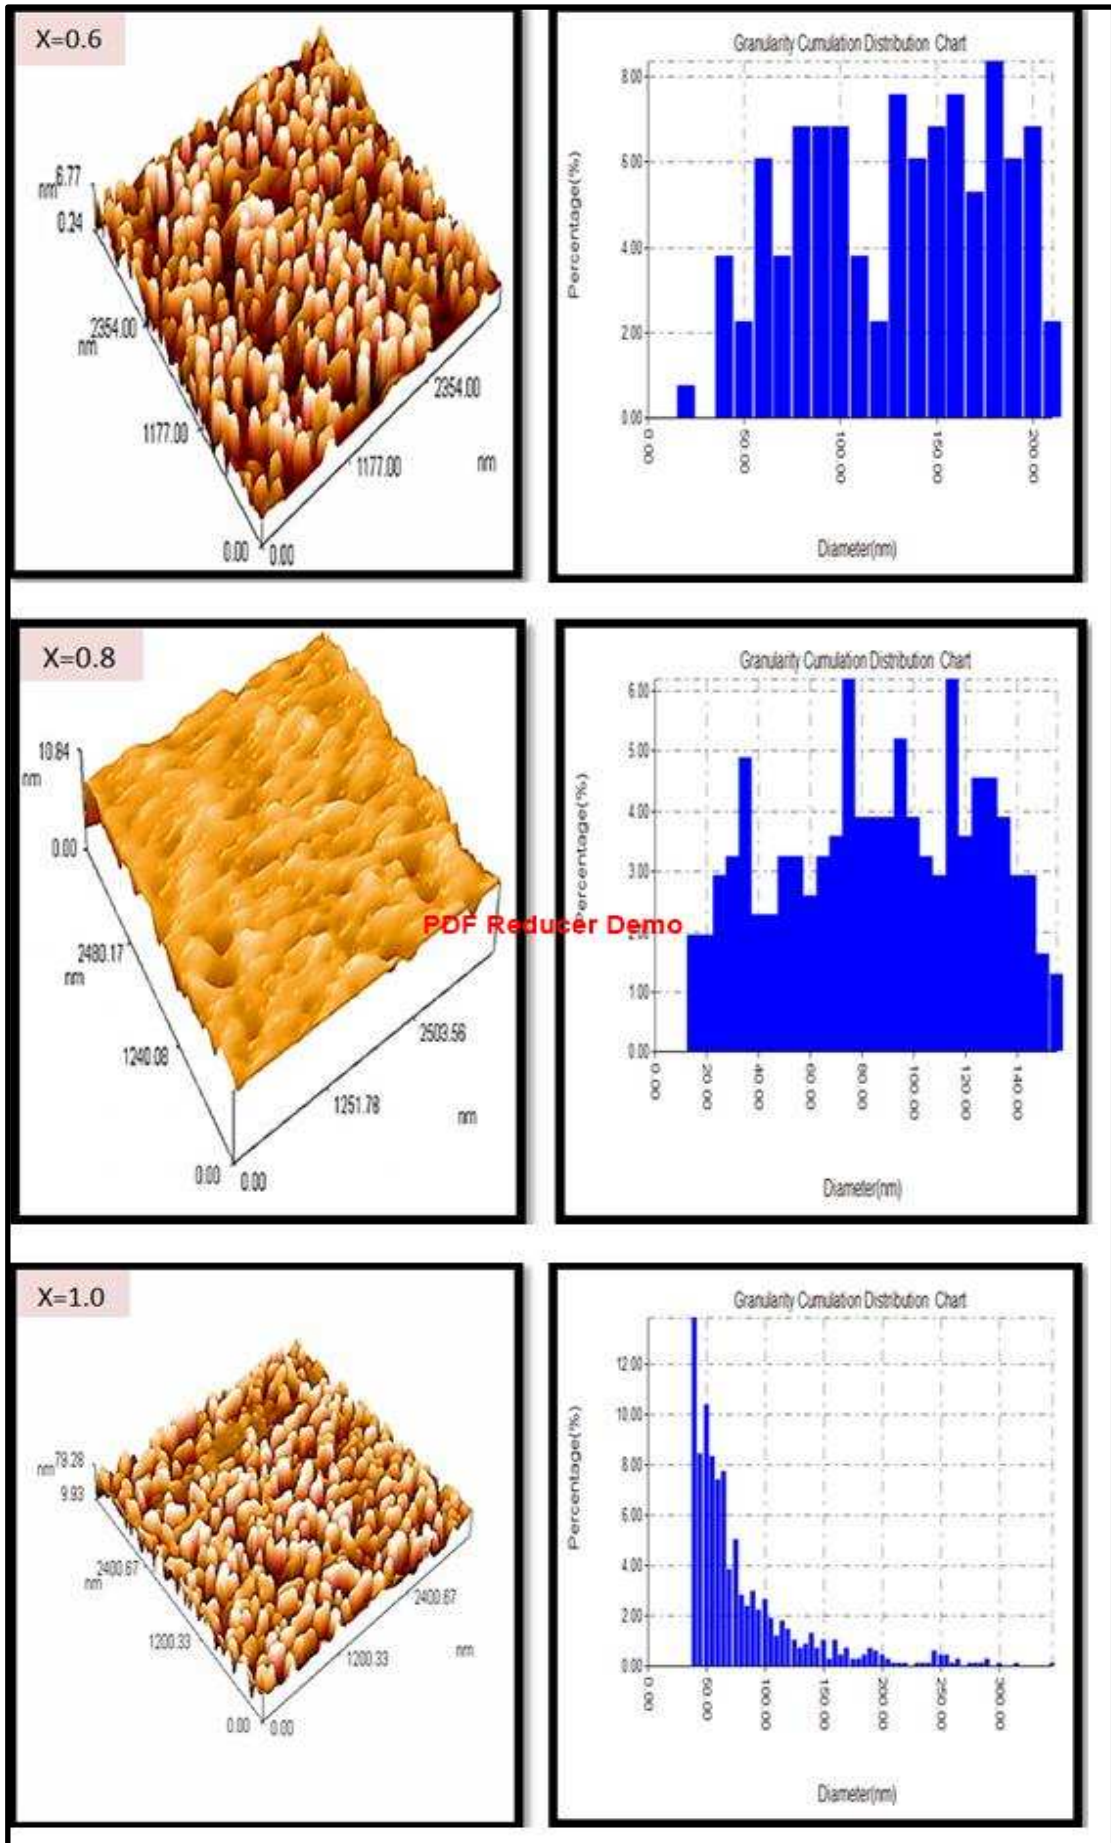 X=0.6
nm
6.77
0.24
2354.00
nm
1177.00
0.00
0.00
1177.00
2354.00
nm
Granularity Cumulation Distribution Chart
Percentage(%)
8.00
6.00
4.00
2.00
0.00
0.00
50.00
100.00
150.00
200.00
Diameter(nm)
X=0.8
10.84
nm
0.00
2480.17
nm
1240.08
0.00
0.00
1251.78
2503.56
nm
Granularity Cumulation Distribution Chart
Percentage(%)
6.00
5.00
4.00
3.00
2.00
1.00
0.00
0.00
20.00
40.00
60.00
80.00
100.00
120.00
140.00
Diameter(nm)
PDF Reducer Demo
X=1.0
nm
78.28
9.93
2400.67
nm
1200.33
0.00
0.00
1200.33
2400.67
nm
Granularity Cumulation Distribution Chart
Percentage(%)
12.00
10.00
8.00
6.00
4.00
2.00
0.00
0.00
50.00
100.00
150.00
200.00
250.00
300.00
Diameter(nm)